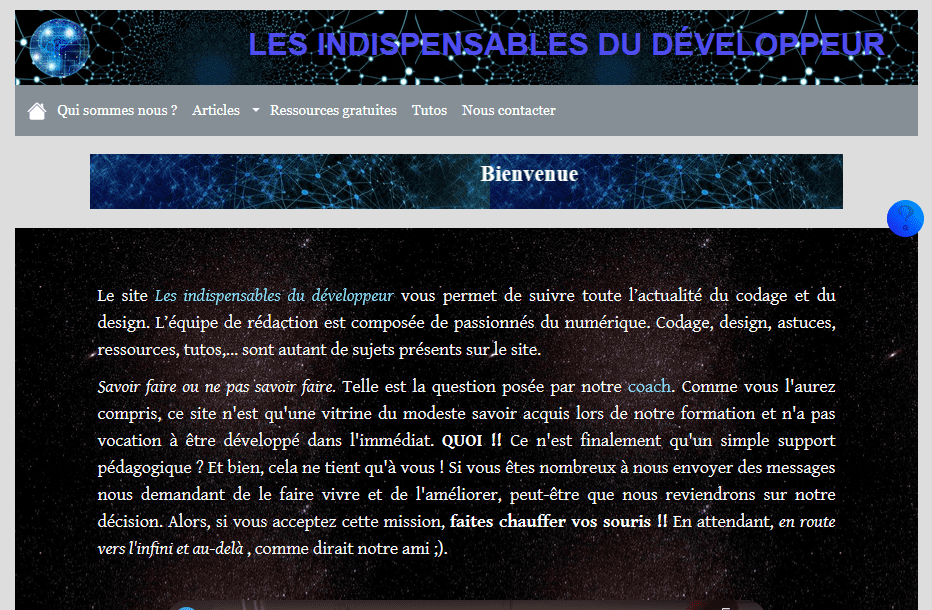 LES INDISPENSABLES DU DÉVELOPPEUR
Qui sommes nous ? Articles Ressources gratuites Tutos Nous contacter
Bienvenue
?
Le site Les indispensables du développeur vous permet de suivre toute l’actualité du codage et du
design. L’équipe de rédaction est composée de passionnés du numérique. Codage, design, astuces,
ressources, tutos,... sont autant de sujets présents sur le site.
Savoir faire ou ne pas savoir faire. Telle est la question posée par notre coach. Comme vous l'aurez
compris, ce site n'est qu'une vitrine du modeste savoir acquis lors de notre formation et n'a pas
vocation à être développé dans l'immédiat. QUOI !! Ce n'est finalement qu'un simple support
pédagogique ? Et bien, cela ne tient qu'à vous ! Si vous êtes nombreux à nous envoyer des messages
nous demandant de le faire vivre et de l'améliorer, peut-être que nous reviendrons sur notre
décision. Alors, si vous acceptez cette mission, faites chauffer vos souris !! En attendant, en route
vers l'infini et au-delà , comme dirait notre ami ;).